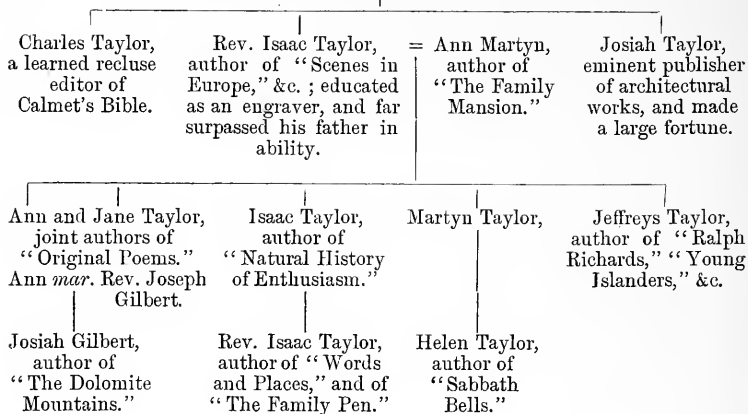 Charles Taylor,
a learned recluse
editor of
Calmet's Bible.
Rev. Isaac Taylor,
author of "Scenes in
Europe," &c. ; educated
as an engraver, and far
surpassed his father in
ability.
= Ann Martyn,
author of
"The Family
Mansion."
Josiah Taylor,
eminent publisher
of architectural
works, and made
a large fortune.
Ann and Jane Taylor,
joint authors of
"Original Poems."
Ann mar. Rev. Joseph
Gilbert.
Isaac Taylor,
author of
"Natural History
of Enthusiasm."
Martyn Taylor,
Jeffreys Taylor,
author of "Ralph
Richards," "Young
Islanders," &c.
Josiah Gilbert,
author of
"The Dolomite
Mountains."
Rev. Isaac Taylor,
author of "Words
and Places," and of
"The Family Pen."
Helen Taylor,
author of
"Sabbath
Bells."